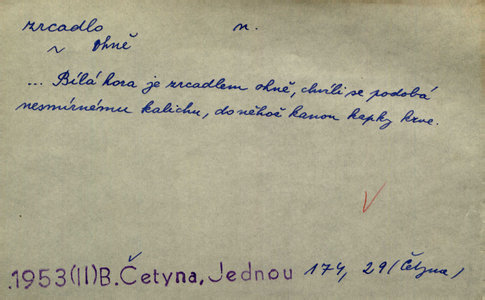 zrcadlo n.
~ ohně
... Bílá hora je zrcadlem ohně, chvíli se podobá
nesmírnému kalichu, do něhož kanou kapky krve.
1953(II)B.Četyna, Jednou 174, 29 (Četyna)